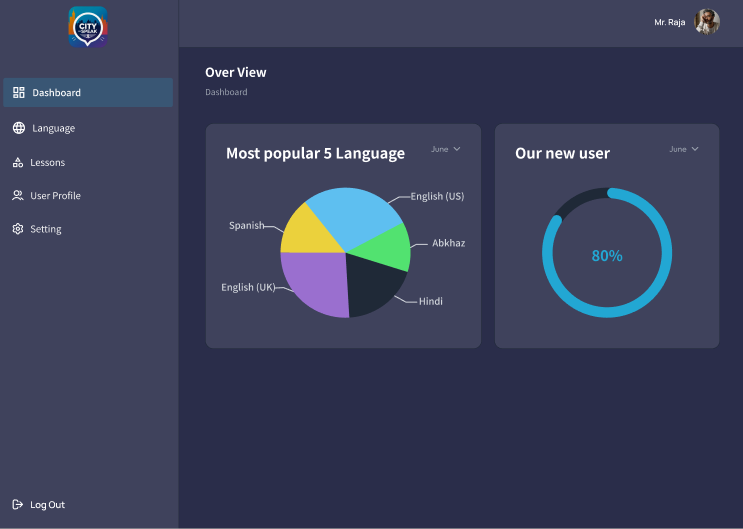 CITY
SPEAK
Mr. Raja
Dashboard
Language
Lessons
User Profile
Setting
Log Out
Over View
Dashboard
Most popular 5 Language
June
English (US)
Spanish
Abkhaz
English (UK)
Hindi
Our new user
June
80%